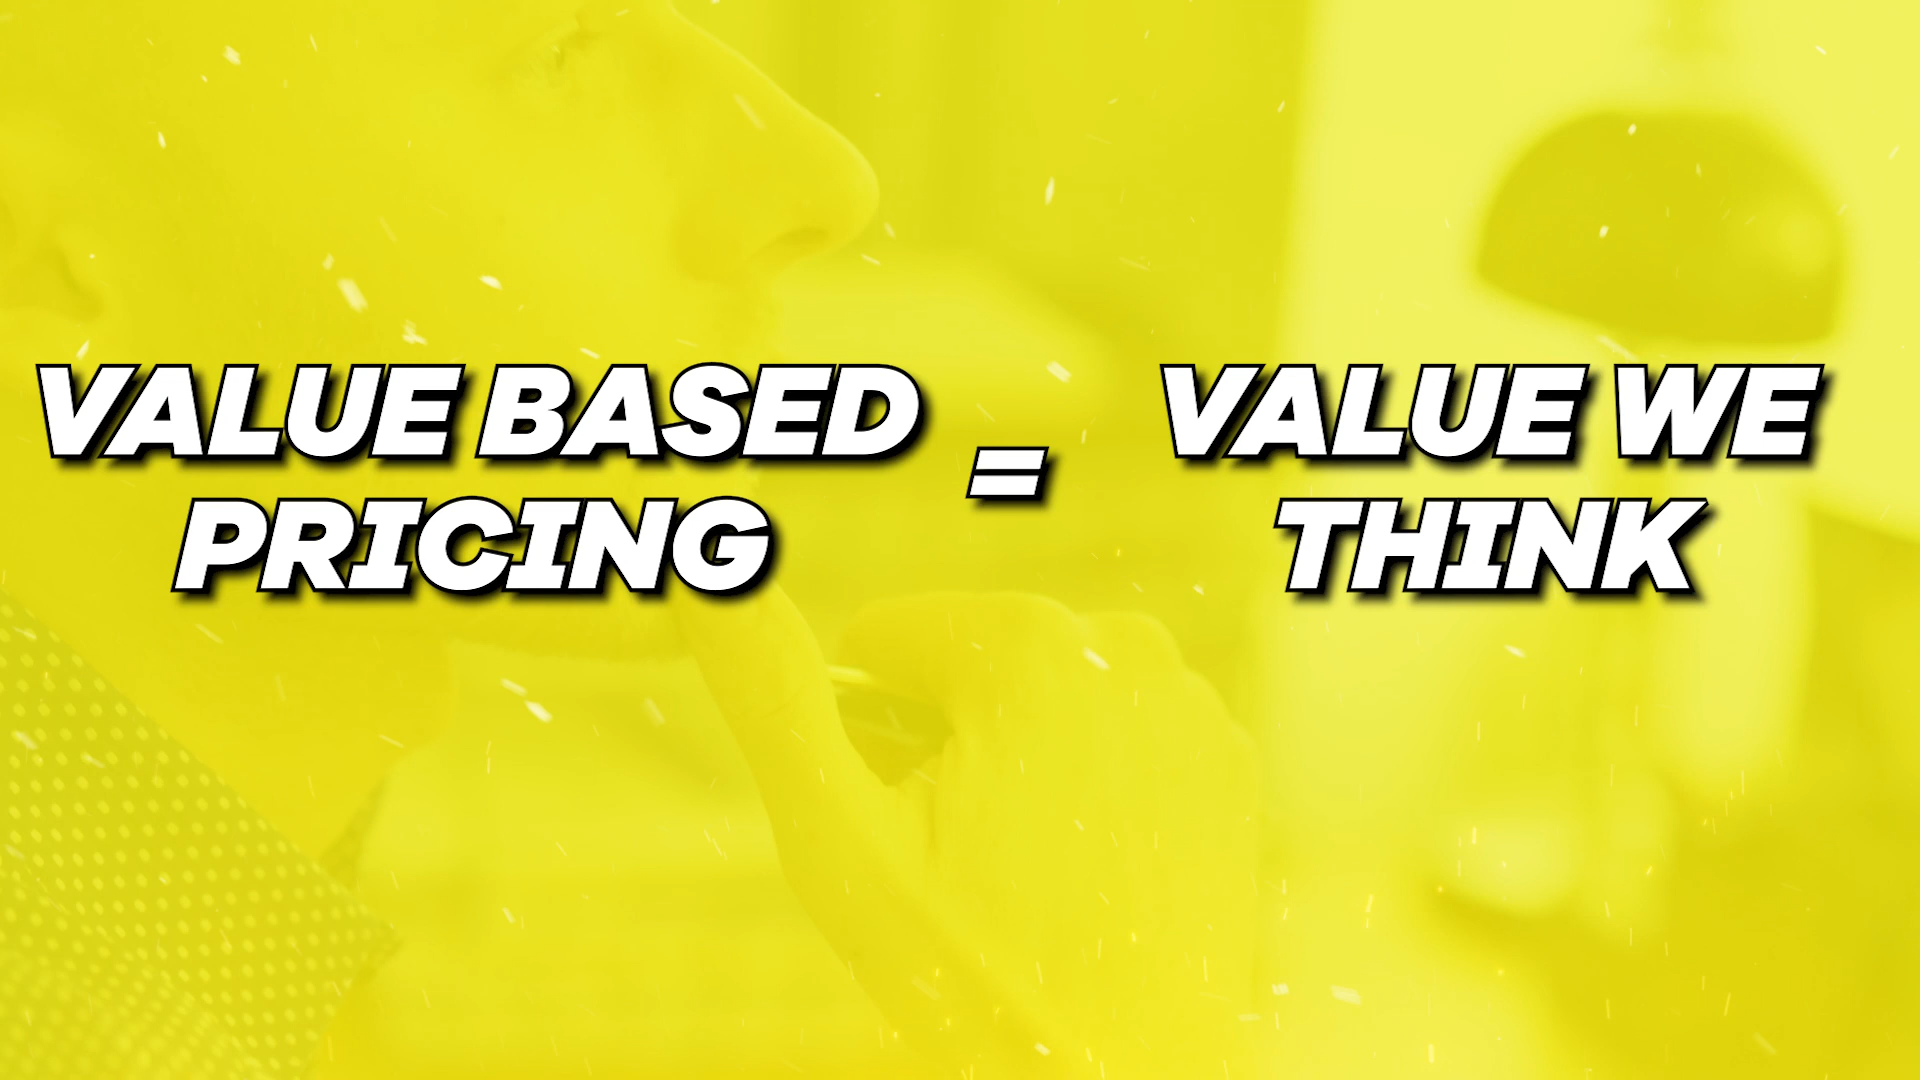 VALUE BASED
PRICING
=
VALUE WE
THINK